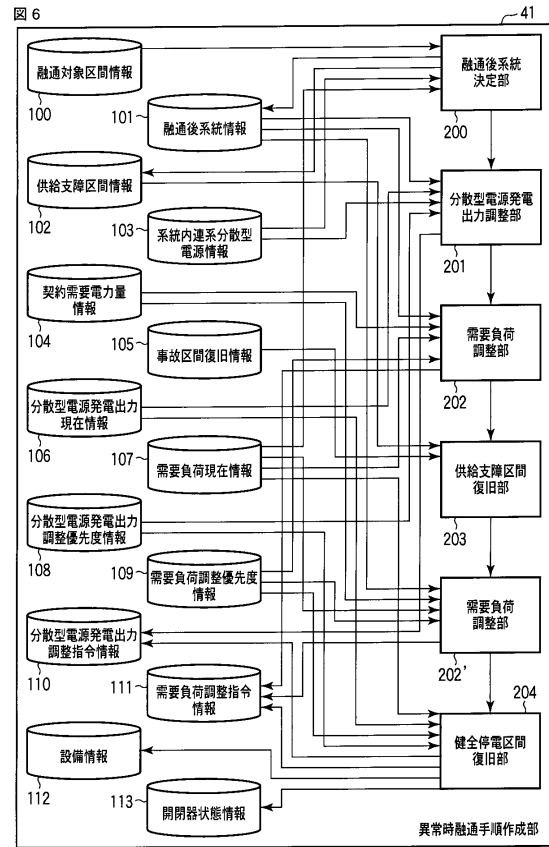 図６
41
融通対象区間情報
100
融通後系統
決定部
200
101
融通後系統情報
供給支障区間情報
102
分散型電源発電
出力調整部
201
103
系統内連系分散型
電源情報
契約需要電力量
情報
104
105
事故区間復旧情報
需要負荷
調整部
202
分散型電源発電出力
現在情報
106
107
需要負荷現在情報
供給支障区間
復旧部
203
分散型電源発電出力
調整優先度情報
108
109
需要負荷調整優先度
情報
需要負荷
調整部
202'
分散型電源発電出力
調整指令情報
110
111
需要負荷調整指令
情報
204
健全停電区間
復旧部
設備情報
112
113
開閉器状態情報
異常時融通手順作成部